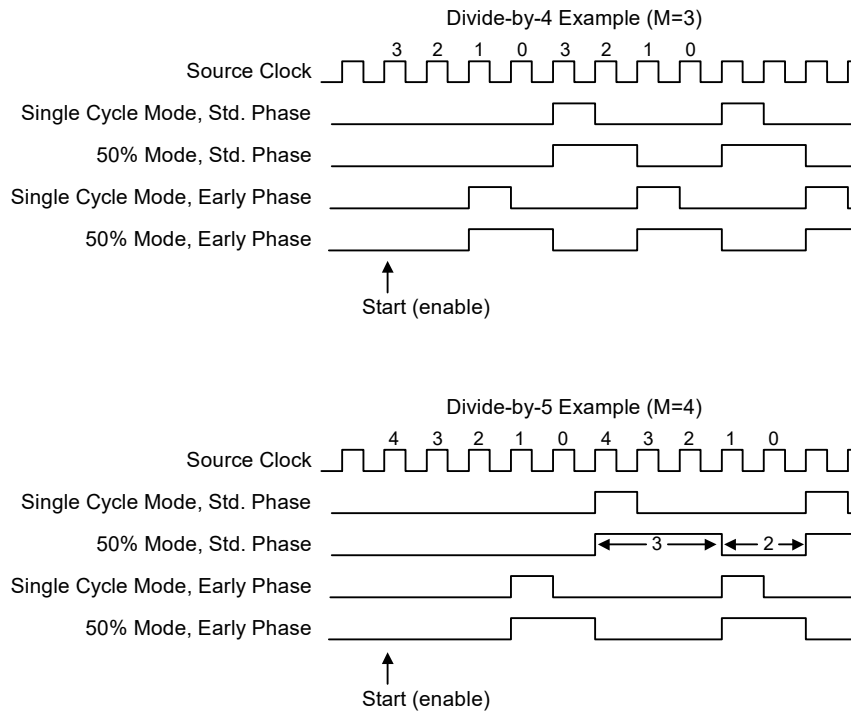 Divide-by-4 Example (M=3)
3 2 1 0 3 2 1 0
Source Clock
Single Cycle Mode, Std. Phase
50% Mode, Std. Phase
Single Cycle Mode, Early Phase
50% Mode, Early Phase
Start (enable)
Divide-by-5 Example (M=4)
4 3 2 1 0 4 3 2 1 0
Source Clock
Single Cycle Mode, Std. Phase
50% Mode, Std. Phase 3 2
Single Cycle Mode, Early Phase
50% Mode, Early Phase
Start (enable)